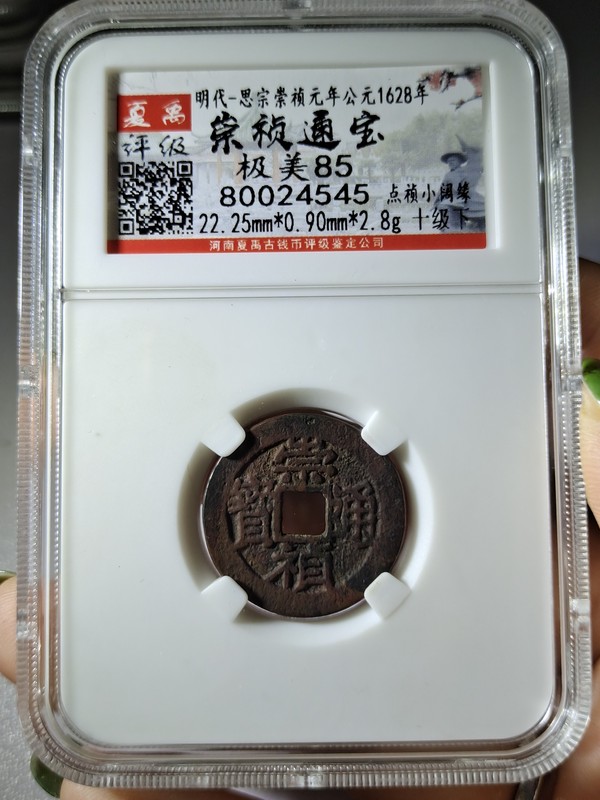 夏禹
评级
明代-思宗崇祯元年公元1628年
崇祯通宝
极美85
80024545 点祯小阔缘
22.25mm*0.90mm*2.8g 十级下
河南夏禹古钱币评级鉴定公司
崇
寳 通
禎